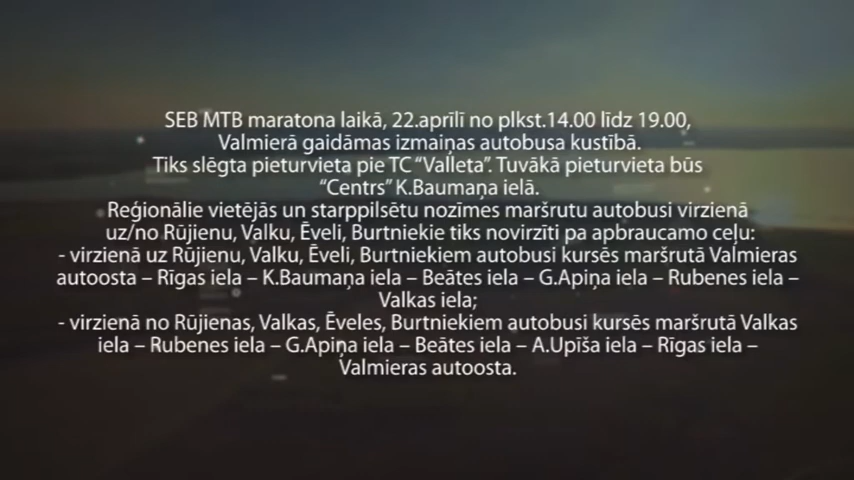 SEB MTB maratona laikā, 22.aprīlī no plkst.14.00 līdz 19.00,
Valmierā gaidāmas izmaiņas autobusa kustībā.
Tiks slēgta pieturvieta pie TC “Valleta”. Tuvākā pieturvieta būs
“Centrs” K.Baumaņa ielā.
Reģionālie vietējās un starppilsētu nozīmes maršrutu autobusi virzienā
uz/no Rūjienu, Valku, Ēveli, Burtniekie tiks novirzīti pa apbraucamo ceļu:
- virzienā uz Rūjienu, Valku, Ēveli, Burtniekiem autobusi kursēs maršrutā Valmieras
autoosta – Rīgas iela – K.Baumaņa iela – Beātes iela – G.Apiņa iela – Rubenes iela –
Valkas iela;
- virzienā no Rūjienas, Valkas, Ēveles, Burtniekiem autobusi kursēs maršrutā Valkas
iela – Rubenes iela – G.Apiņa iela – Beātes iela – A.Upīša iela – Rīgas iela –
Valmieras autoosta.